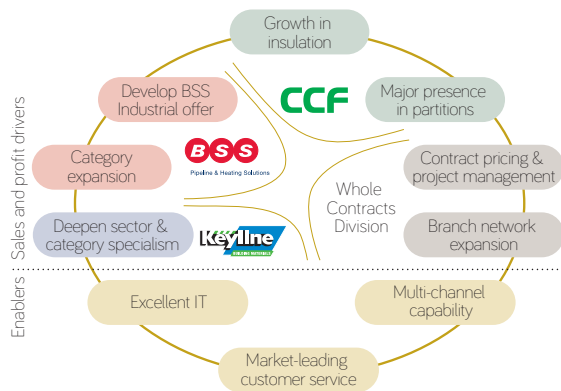 Growth in
insulation
Develop BSS
Industrial offer
CCF
Major presence
in partitions
Category
expansion
BSS
Pipeline & Heating Solutions
Contract pricing &
project management
Whole
Contracts
Division
Deepen sector &
category specialism
Keyline
BUILDING MATERIALS
Branch network
expansion
Sales and profit drivers
Enablers
Excellent IT
Multi-channel
capability
Market-leading
customer service